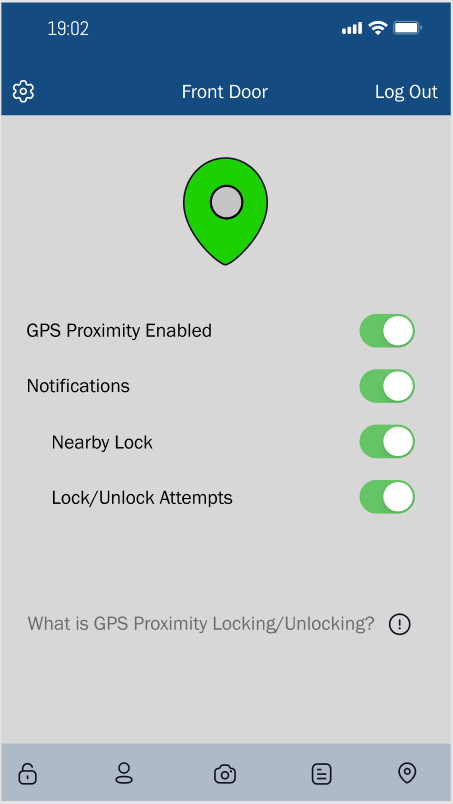 19:02
Front Door
Log Out
GPS Proximity Enabled
Notifications
Nearby Lock
Lock/Unlock Attempts
What is GPS Proximity Locking/Unlocking?